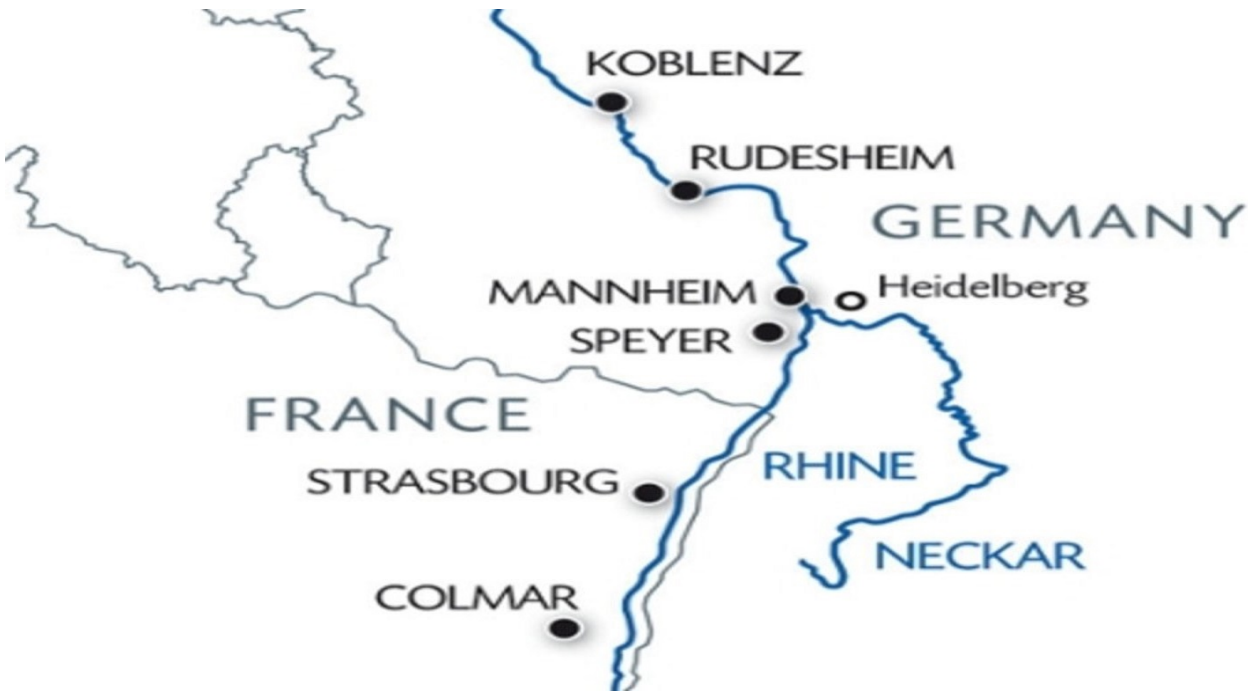 KOBLENZ
RUDESHEIM
GERMANY
MANNHEIM
Heidelberg
SPEYER
FRANCE
RHINE
STRASBOURG
NECKAR
COLMAR